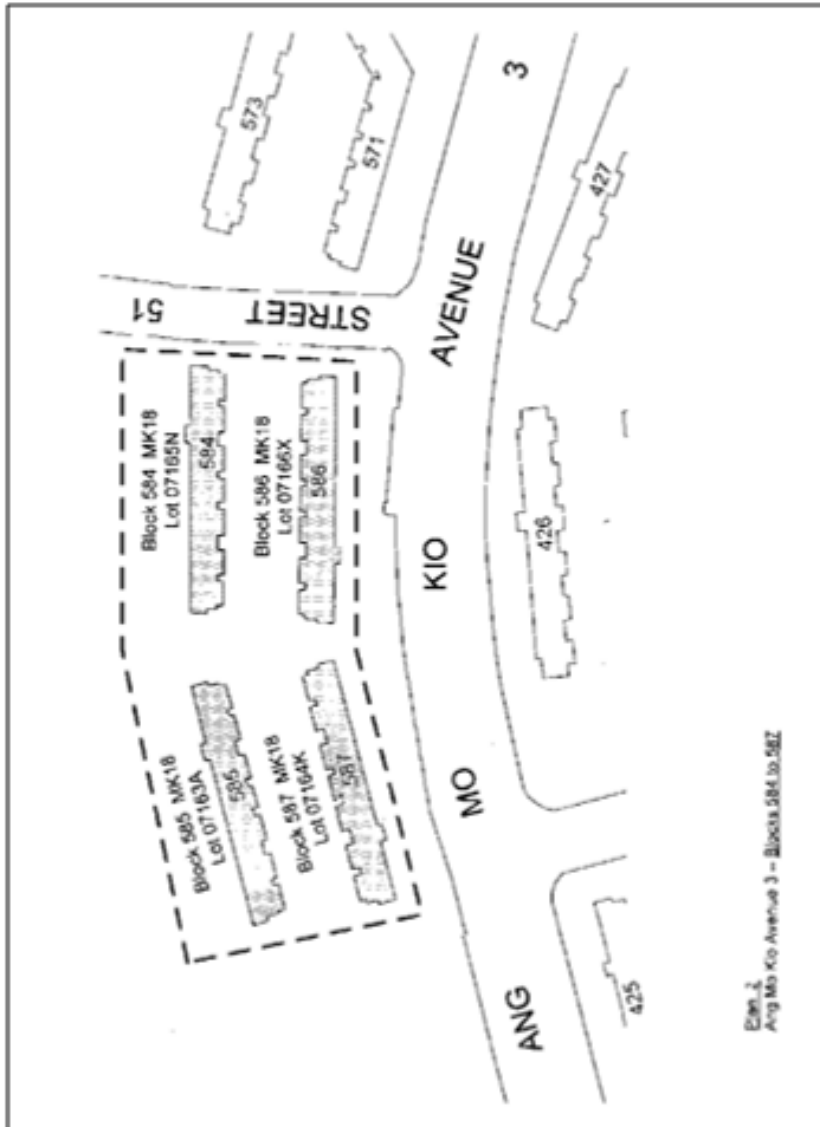 573
571
3
427
51
STREET
AVENUE
Block 584 MK18
Lot 07165N
584
Block 586 MK18
Lot 07166X
586
KIO
426
Block 585 MK18
Lot 07163A
585
Block 587 MK18
Lot 07164K
587
MO
ANG
425
Plan 2
Ang Mo Kio Avenue 3 – Blocks 584 to 587